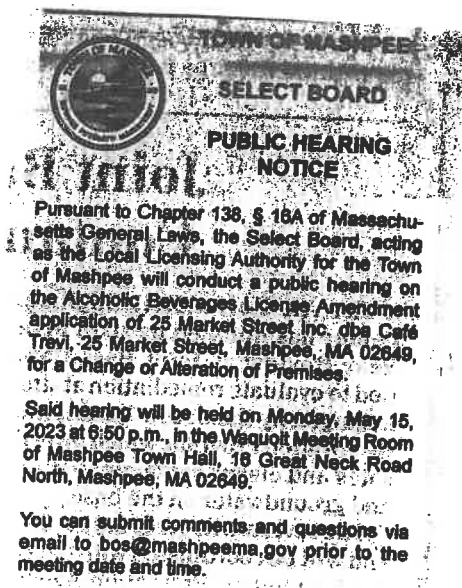 TOWN OF MASHPEE
SELECT BOARD
PUBLIC HEARING
NOTICE
Pursuant to Chapter 138, § 16A of Massachu-
setts General Laws, the Select Board, acting
as the Local Licensing Authority for the Town
of Mashpee will conduct a public hearing on
the Alcoholic Beverages License Amendment
application of 25 Market Street Inc. dba Café
Trevi, 25 Market Street, Mashpee, MA 02649,
for a Change or Alteration of Premises.
Said hearing will be held on Monday, May 15,
2023 at 6:50 p.m., in the Waquoit Meeting Room
of Mashpee Town Hall, 16 Great Neck Road
North, Mashpee, MA 02649.
You can submit comments and questions via
email to bos@mashpeema.gov prior to the
meeting date and time.